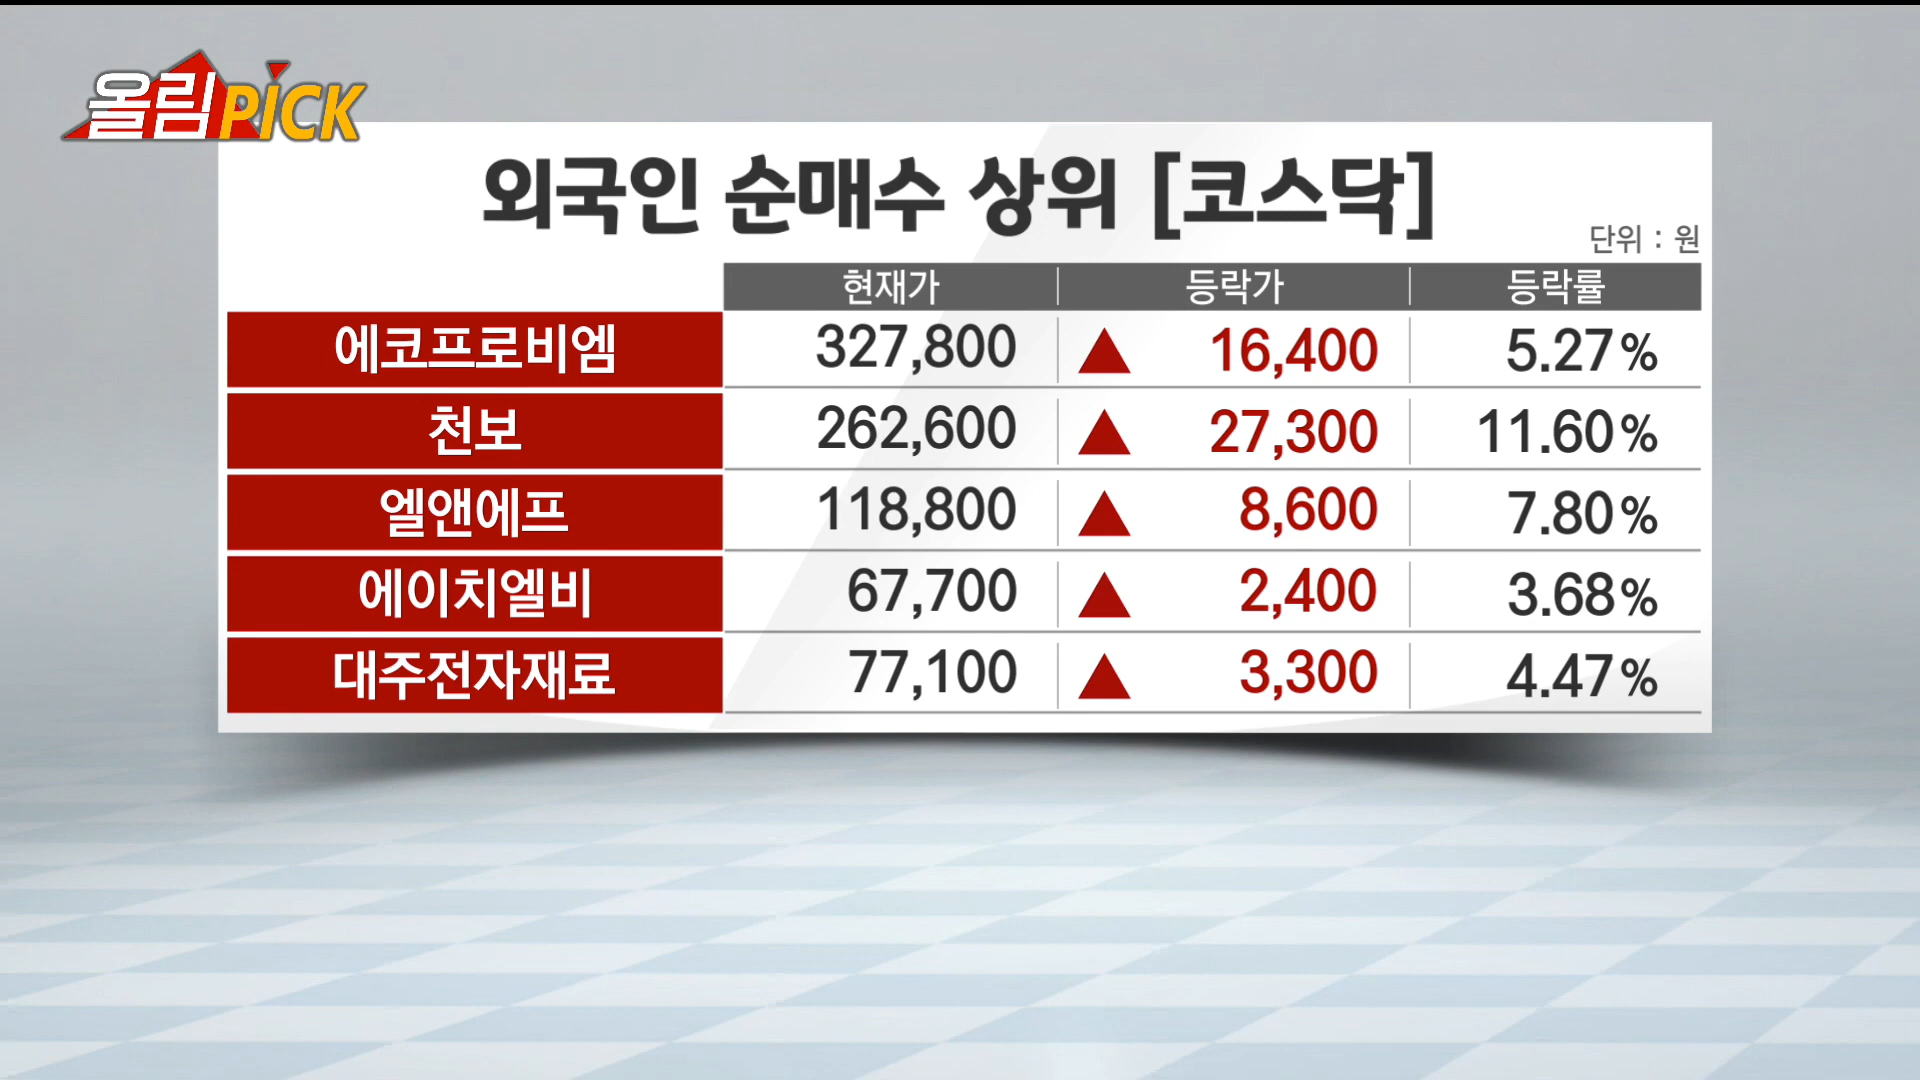 올림PICK
외국인 순매수 상위 [코스닥]
단위 : 원
현재가 등락가 등락률
에코프로비엠 327,800 ▲ 16,400 5.27%
천보 262,600 ▲ 27,300 11.60%
엘앤에프 118,800 ▲ 8,600 7.80%
에이치엘비 67,700 ▲ 2,400 3.68%
대주전자재료 77,100 ▲ 3,300 4.47%